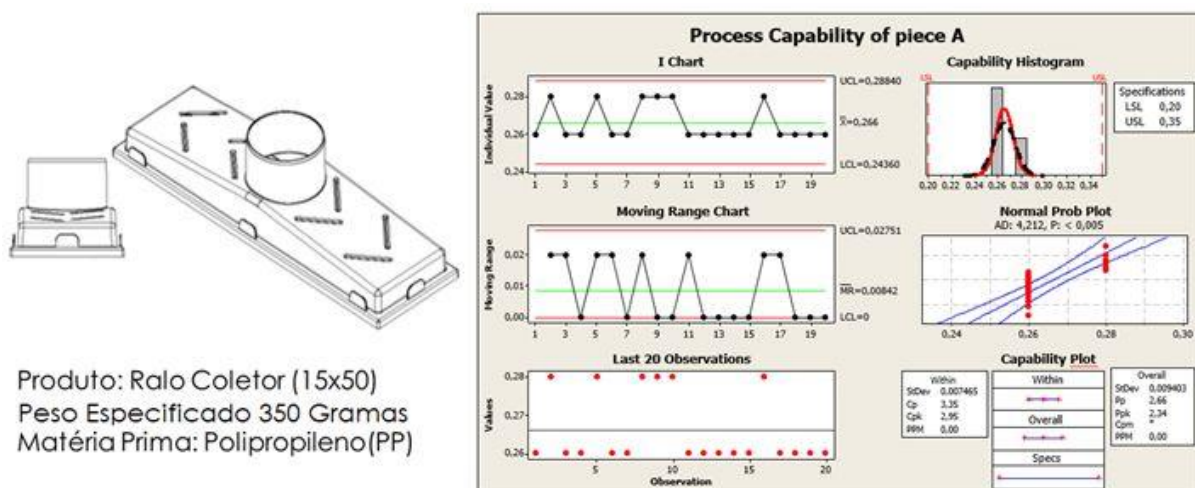 Produto: Ralo Coletor (15x50)
Peso Especificado 350 Gramas
Matéria Prima: Polipropileno(PP)
Process Capability of piece A
I Chart
Individual Value
0,28
0,26
0,24
1 3 5 7 9 11 13 15 17 19
UCL=0,28840
X=0,266
LCL=0,24360
Capability Histogram
LSL USL
0,20 0,22 0,24 0,26 0,28 0,30 0,32 0,34
Specifications
LSL 0,20
USL 0,35
Moving Range Chart
Moving Range
0,02
0,01
0,00
1 3 5 7 9 11 13 15 17 19
UCL=0,02751
MR=0,00842
LCL=0
Normal Prob Plot
AD: 4,212, P: < 0,005
0,24 0,26 0,28 0,30
Last 20 Observations
Values
0,28
0,27
0,26
5 10 15 20
Observation
Capability Plot
Within
StDev 0,007465
Cp 3,35
Cpk 2,95
PPM 0.00
Within
Overall
Specs
Overall
StDev 0,009403
Pp 2,66
Ppk 2,34
Cpm *
PPM 0.00